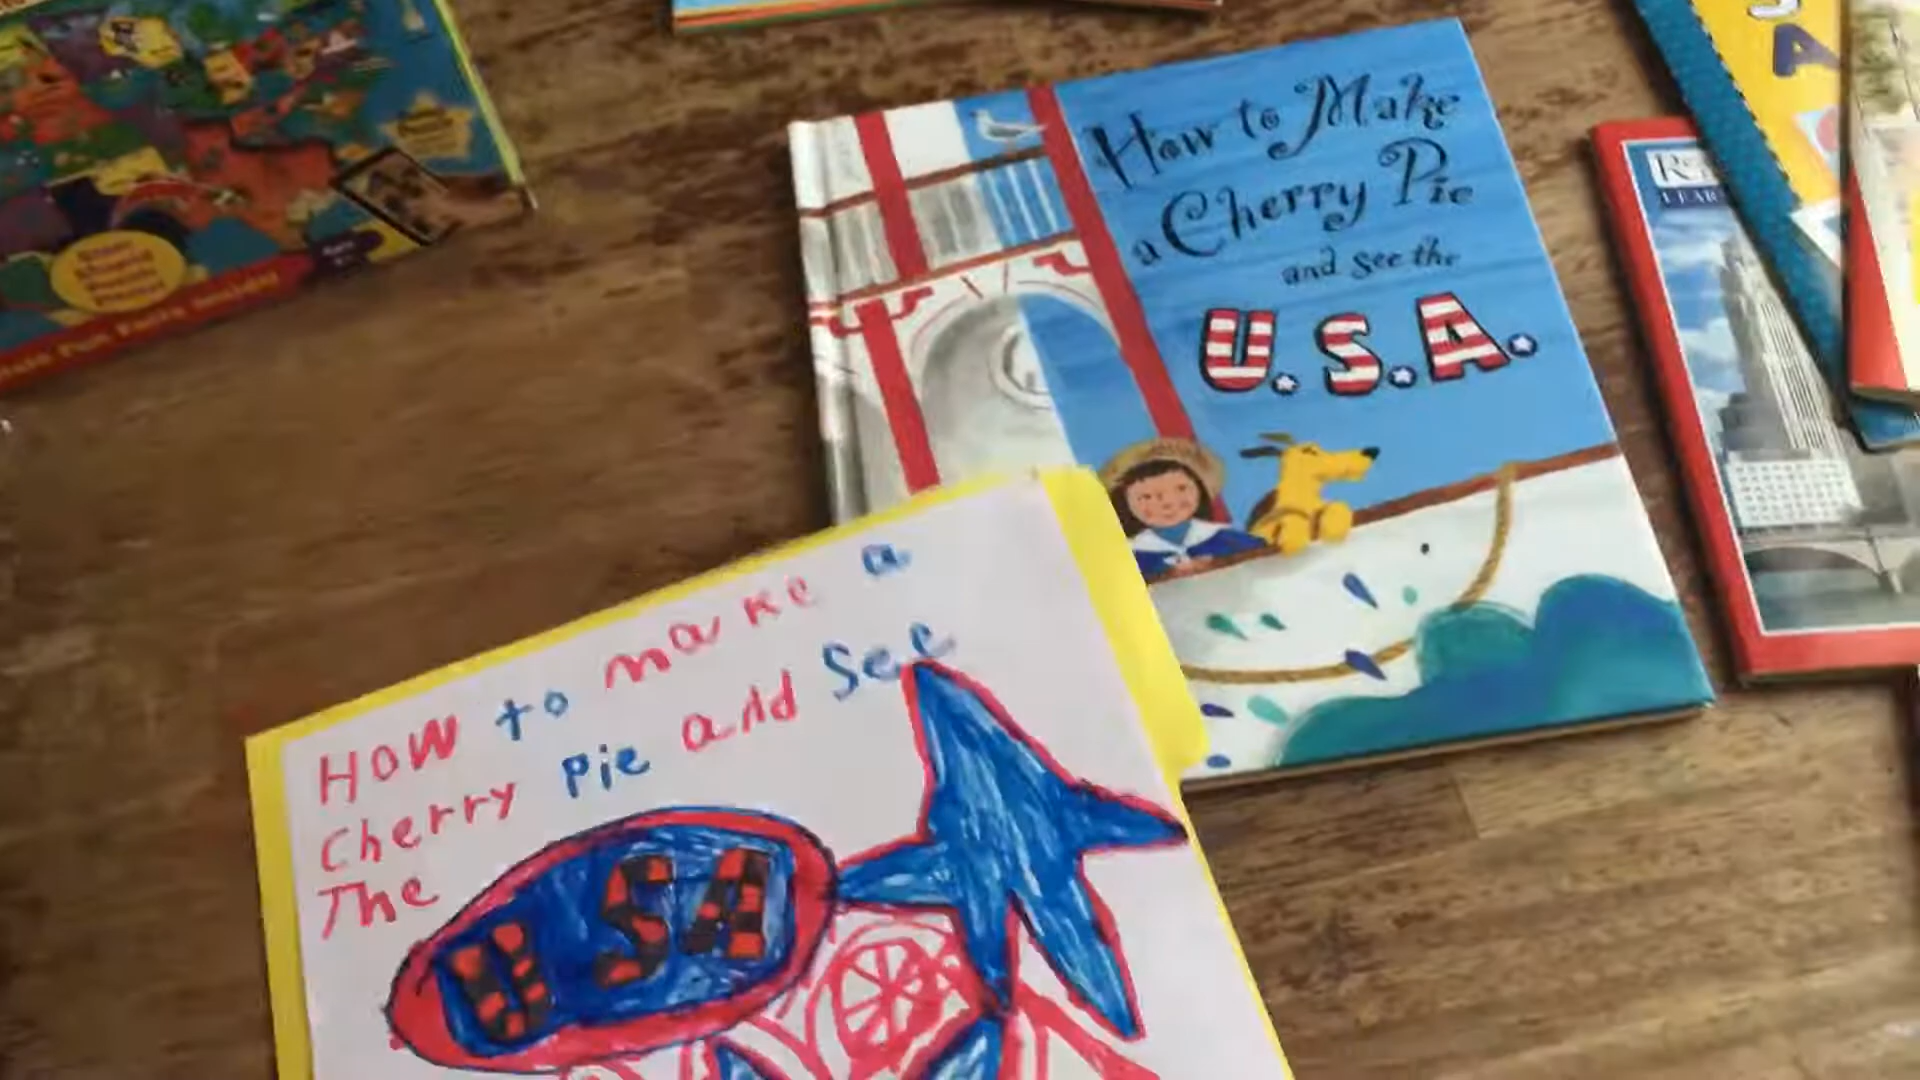 How to Make
a Cherry Pie
and see the
U.S.A.
HOW to make a
Cherry Pie and See
The
USA